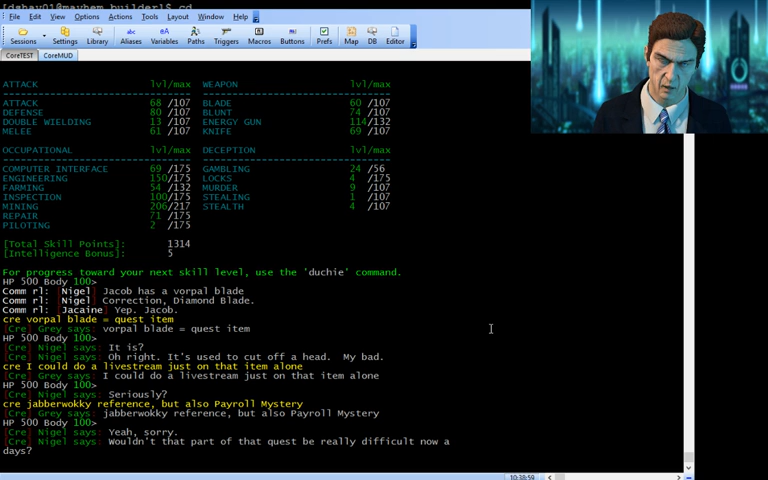 [dshav01@mayhem builder]$ cd
File Edit View Options Actions Tools Layout Window Help
Sessions Settings Library Aliases Variables Paths Triggers Macros Buttons Prefs Map DB Editor
CoreTEST CoreMUD
ATTACK lvl/max WEAPON lvl/max
ATTACK 68 /107 BLADE 60 /107
DEFENSE 80 /107 BLUNT 74 /107
DOUBLE WIELDING 13 /107 ENERGY GUN 114/132
MELEE 61 /107 KNIFE 69 /107
OCCUPATIONAL lvl/max DECEPTION lvl/max
COMPUTER INTERFACE 69 /175 GAMBLING 24 /56
ENGINEERING 150/175 LOCKS 4 /175
FARMING 54 /132 MURDER 9 /107
INSPECTION 100/175 STEALING 1 /107
MINING 206/217 STEALTH 4 /107
REPAIR 71 /175
PILOTING 2 /175
[Total Skill Points]: 1314
[Intelligence Bonus]: 5
For progress toward your next skill level, use the 'duchie' command.
HP 500 Body 100>
Comm rl: [Nigel] Jacob has a vorpal blade
Comm rl: [Nigel] Correction, Diamond Blade.
Comm rl: [Jacaine] Yep. Jacob.
cre vorpal blade = quest item
[Cre] Grey says: vorpal blade = quest item
HP 500 Body 100>
[Cre] Nigel says: It is?
[Cre] Nigel says: Oh right. It's used to cut off a head. My bad.
cre I could do a livestream just on that item alone
[Cre] Grey says: I could do a livestream just on that item alone
HP 500 Body 100>
[Cre] Nigel says: Seriously?
cre jabberwokky reference, but also Payroll Mystery
[Cre] Grey says: jabberwokky reference, but also Payroll Mystery
HP 500 Body 100>
[Cre] Nigel says: Yeah, sorry.
[Cre] Nigel says: Wouldn't that part of that quest be really difficult now a
days?
10:38:59